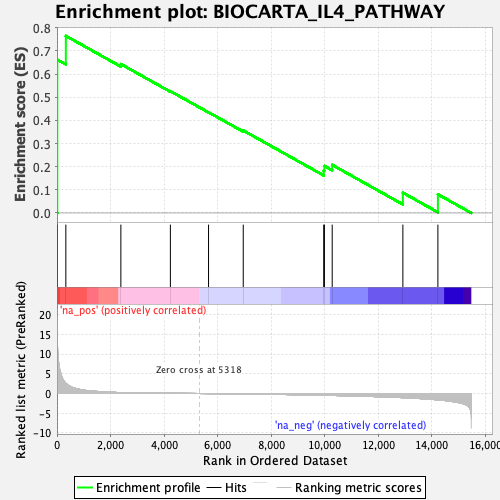 Enrichment plot: BIOCARTA_IL4_PATHWAY
Enrichment score (ES)
0.8
0.7
0.6
0.5
0.4
0.3
0.2
0.1
0.0
'na_pos' (positively correlated)
Ranked list metric (PreRanked)
20
15
10
5
0
-5
-10
Zero cross at 5318
'na_neg' (negatively correlated)
0 2,000 4,000 6,000 8,000 10,000 12,000 14,000 16,000
Rank in Ordered Dataset
Enrichment profile Hits Ranking metric scores